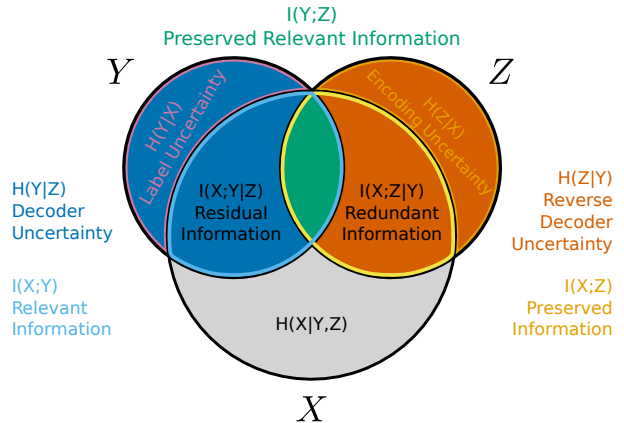 I(Y;Z)
Preserved Relevant Information
Y
Z
H(Y|X)
Label Uncertainty
H(Z|X)
Encoding Uncertainty
H(Y|Z)
Decoder
Uncertainty
I(X;Y|Z)
Residual
Information
I(X;Z|Y)
Redundant
Information
H(Z|Y)
Reverse
Decoder
Uncertainty
I(X;Y)
Relevant
Information
I(X;Z)
Preserved
Information
H(X|Y,Z)
X